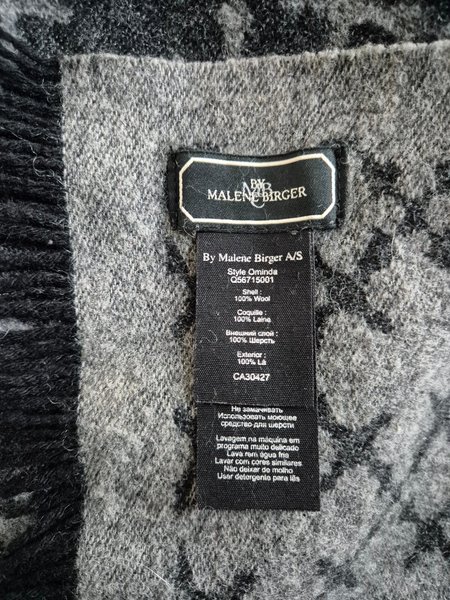 BY
MALENE BIRGER
By Malene Birger A/S
Style Ominda
Q56715001
Shell :
100% Wool
Coquille :
100% Laine
Внешний слой :
100% Шерсть
Exterior :
100% Lã
CA30427
Не замачивать
Использовать моющее
средство для шерсти
Lavagem na máquina em
programa muito delicado
Lava rem água fria
Lavar com cores similares
Não deixar de molho
Usar detergente para lãs